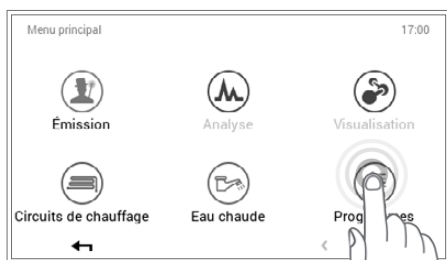 Menu principal 17:00
Émission Analyse Visualisation
Circuits de chauffage Eau chaude